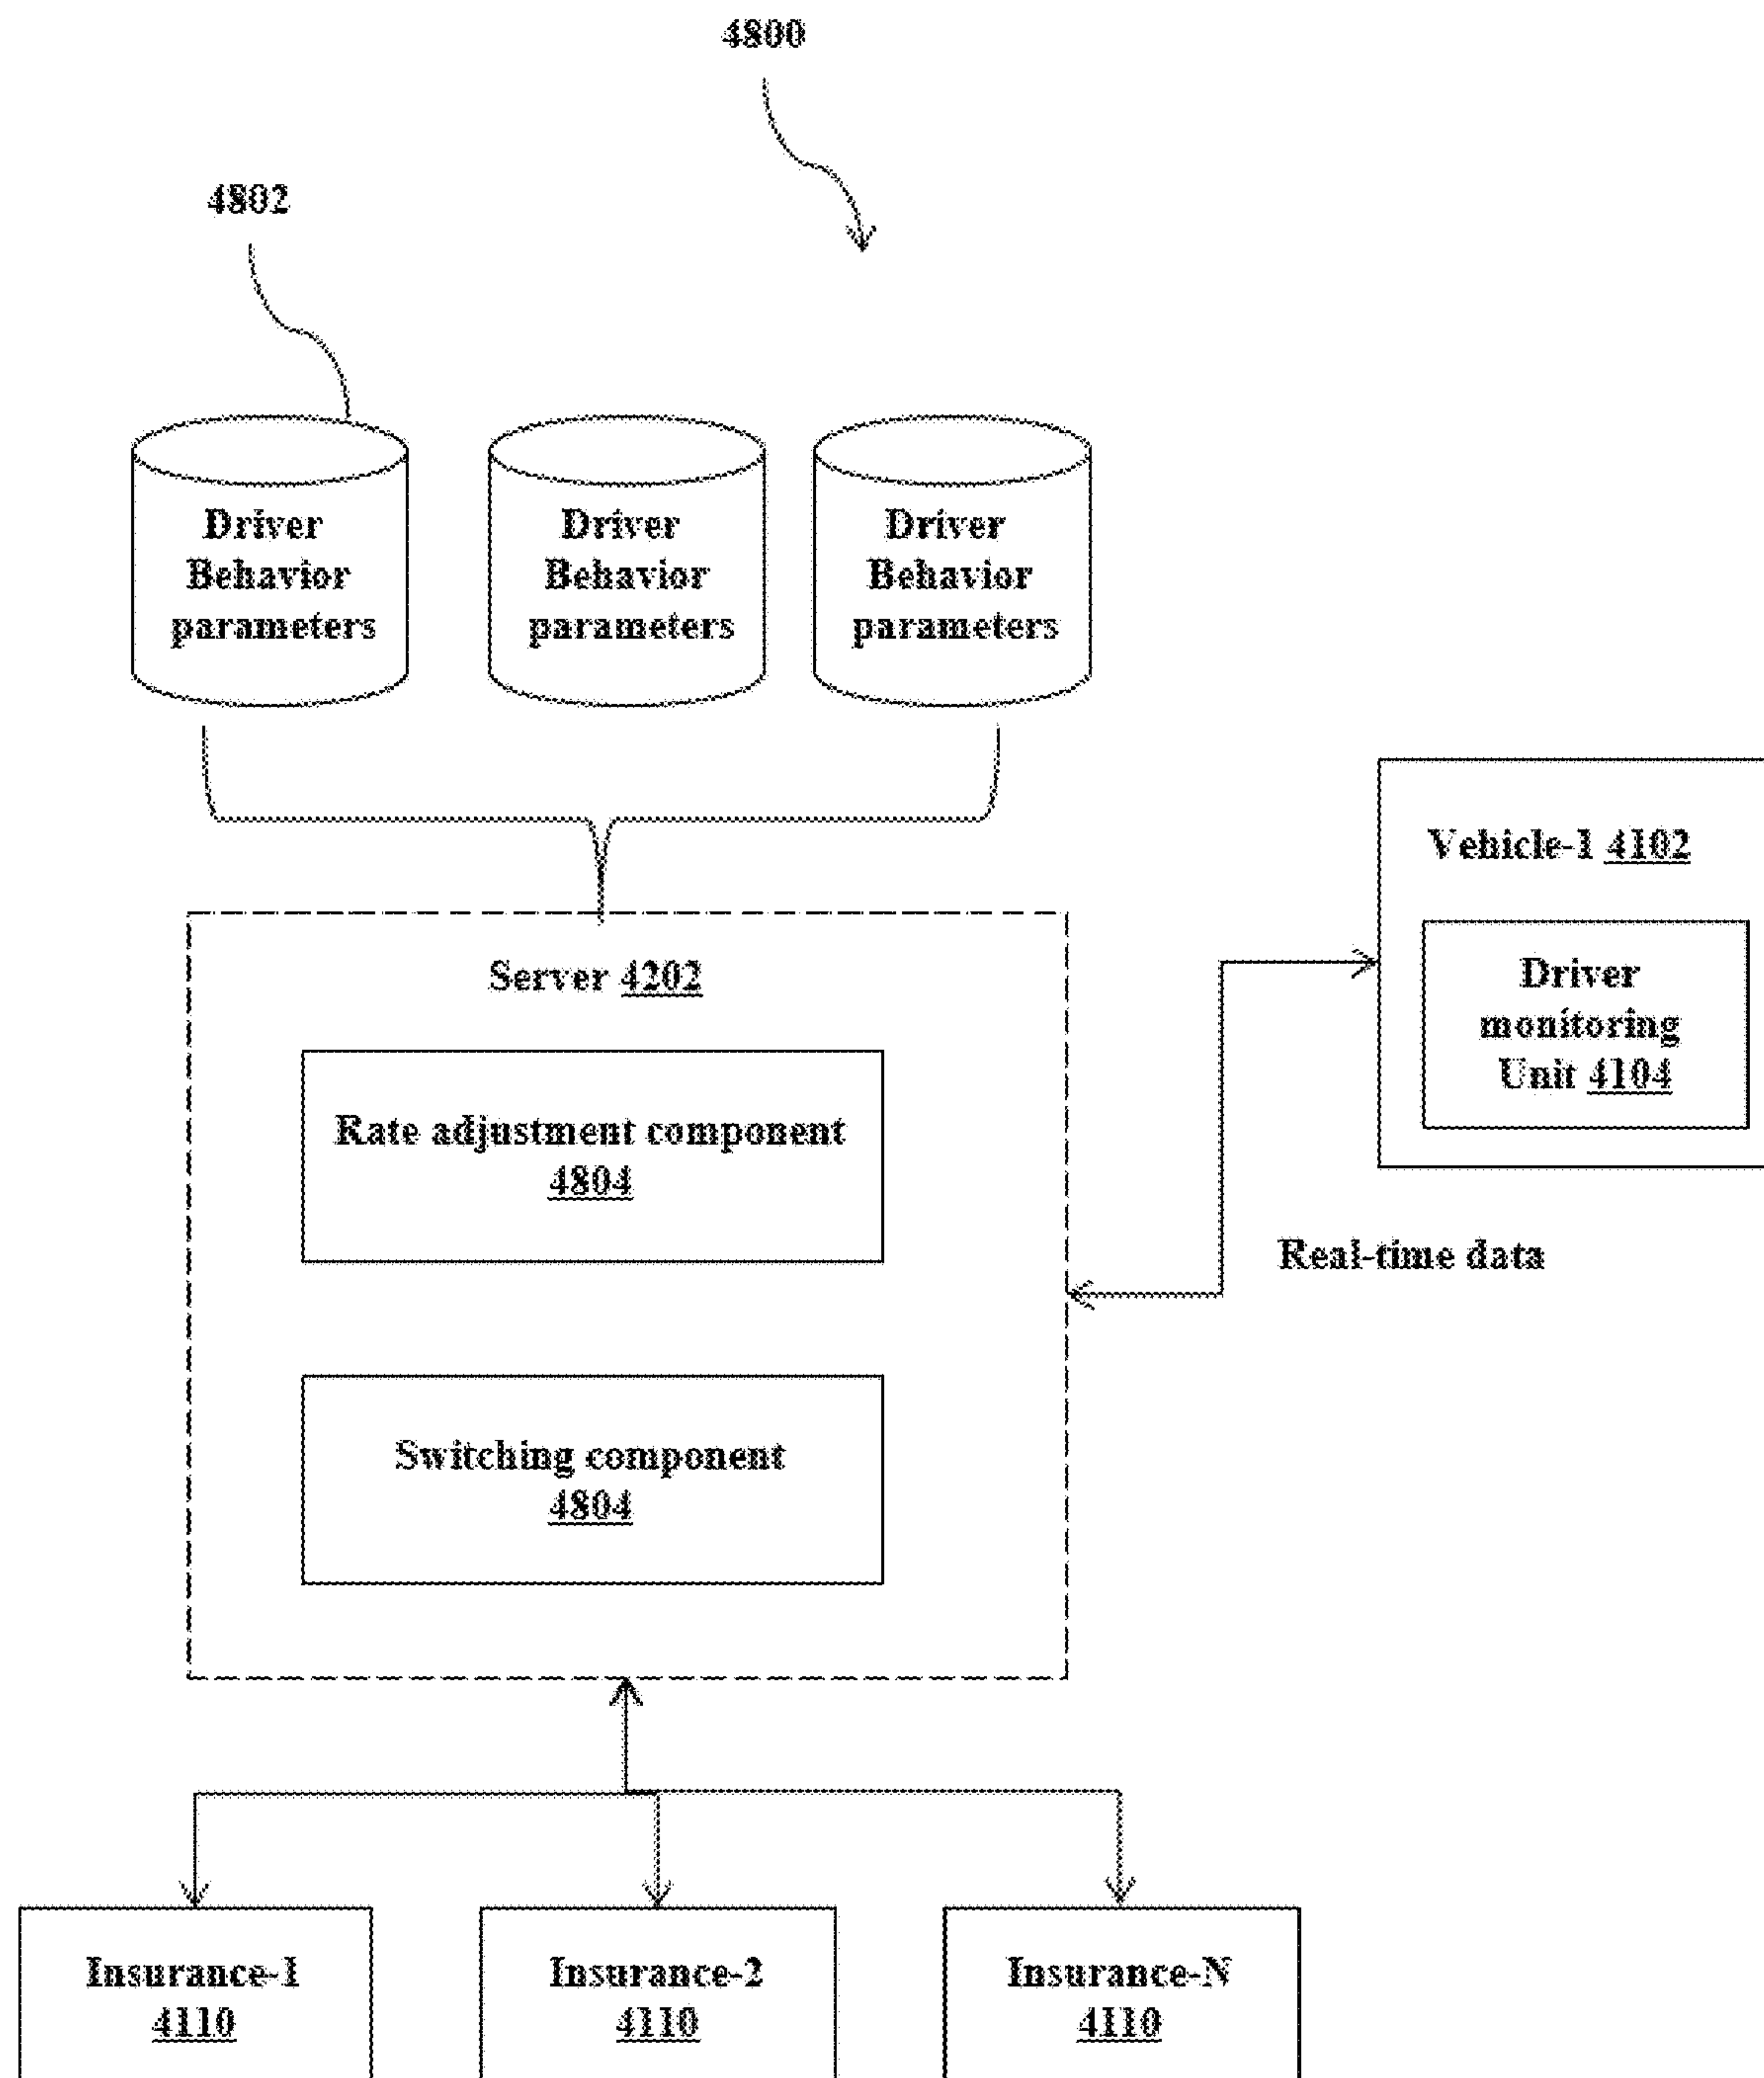 4800
4802
Driver
Behavior
parameters
Driver
Behavior
parameters
Driver
Behavior
parameters
Vehicle-1 4102
Driver
monitoring
Unit 4104
Server 4202
Rate adjustment component
4804
Real-time data
Switching component
4804
Insurance-1
4110
Insurance-2
4110
Insurance-N
4110